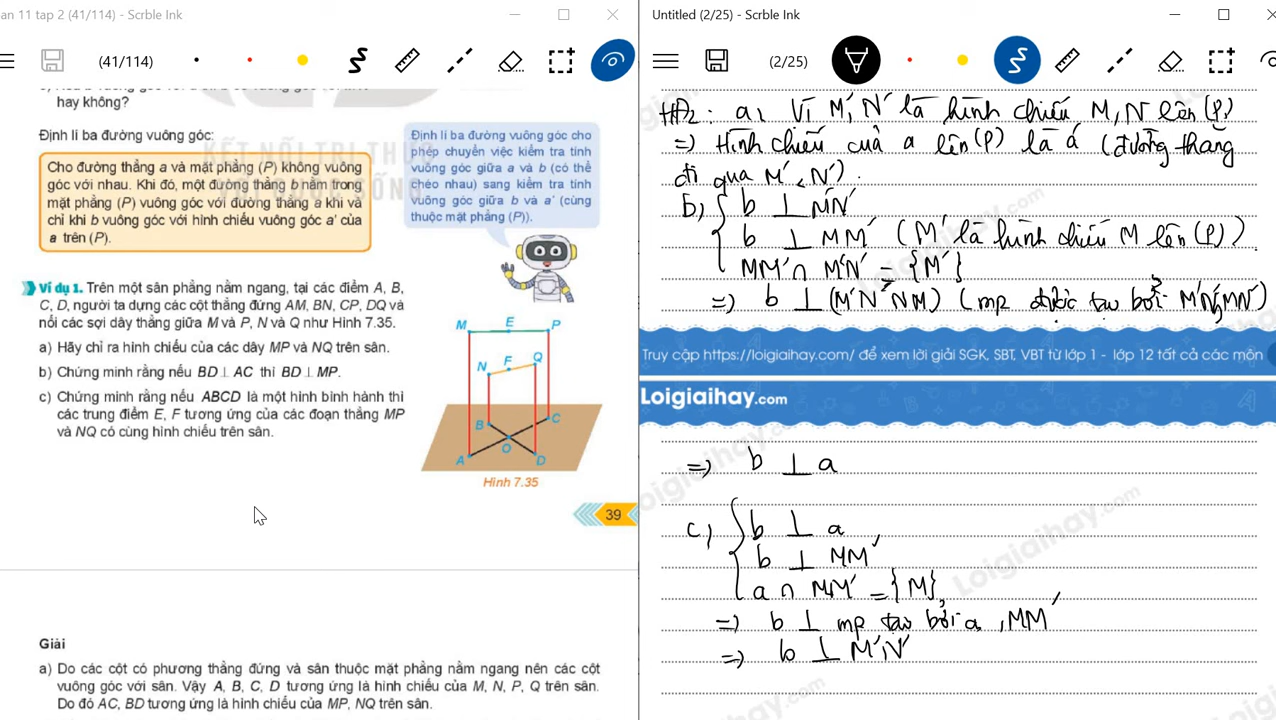 an 11 tap 2 (41/114) - Scrble Ink
(41/114)
hay không?
Định lí ba đường vuông góc:
Cho đường thẳng a và mặt phẳng (P) không vuông
góc với nhau. Khi đó, một đường thẳng b nằm trong
mặt phẳng (P) vuông góc với đường thẳng a khi và
chỉ khi b vuông góc với hình chiếu vuông góc a' của
a trên (P).
Định lí ba đường vuông góc cho
phép chuyển việc kiểm tra tính
vuông góc giữa a và b (có thể
chéo nhau) sang kiểm tra tính
vuông góc giữa b và a' (cùng
thuộc mặt phẳng (P)).
Ví dụ 1. Trên một sân phẳng nằm ngang, tại các điểm A, B,
C, D, người ta dựng các cột thẳng đứng AM, BN, CP, DQ và
nối các sợi dây thẳng giữa M và P, N và Q như Hình 7.35.
a) Hãy chỉ ra hình chiếu của các dây MP và NQ trên sân.
b) Chứng minh rằng nếu BD ⊥ AC thì BD ⊥ MP.
c) Chứng minh rằng nếu ABCD là một hình bình hành thì
các trung điểm E, F tương ứng của các đoạn thẳng MP
và NQ có cùng hình chiếu trên sân.
M E P
N F Q
B C
O
A D
Hình 7.35
39
Giải
a) Do các cột có phương thẳng đứng và sân thuộc mặt phẳng nằm ngang nên các cột
vuông góc với sân. Vậy A, B, C, D tương ứng là hình chiếu của M, N, P, Q trên sân.
Do đó AC, BD tương ứng là hình chiếu của MP, NQ trên sân.
Untitled (2/25) - Scrble Ink
(2/25)
HĐ2: a, Vì M', N' là hình chiếu M, N lên (P)
=> Hình chiếu của a lên (P) là a' (đường thẳng
đi qua M', N').
b, b ⊥ M'N'
b ⊥ MM' (M' là hình chiếu M lên (P)).
MM' ∩ M'N' = {M'}
=> b ⊥ (M'N'NM) (mp được tạo bởi M'N', MN)
Truy cập https://loigiaihay.com/ để xem lời giải SGK, SBT, VBT từ lớp 1 - lớp 12 tất cả các môn
Loigiaihay.com
=> b ⊥ a
c, b ⊥ a
b ⊥ MM'
a ∩ MM' = {M}
=> b ⊥ mp tạo bởi a, MM'
=> b ⊥ M'N'